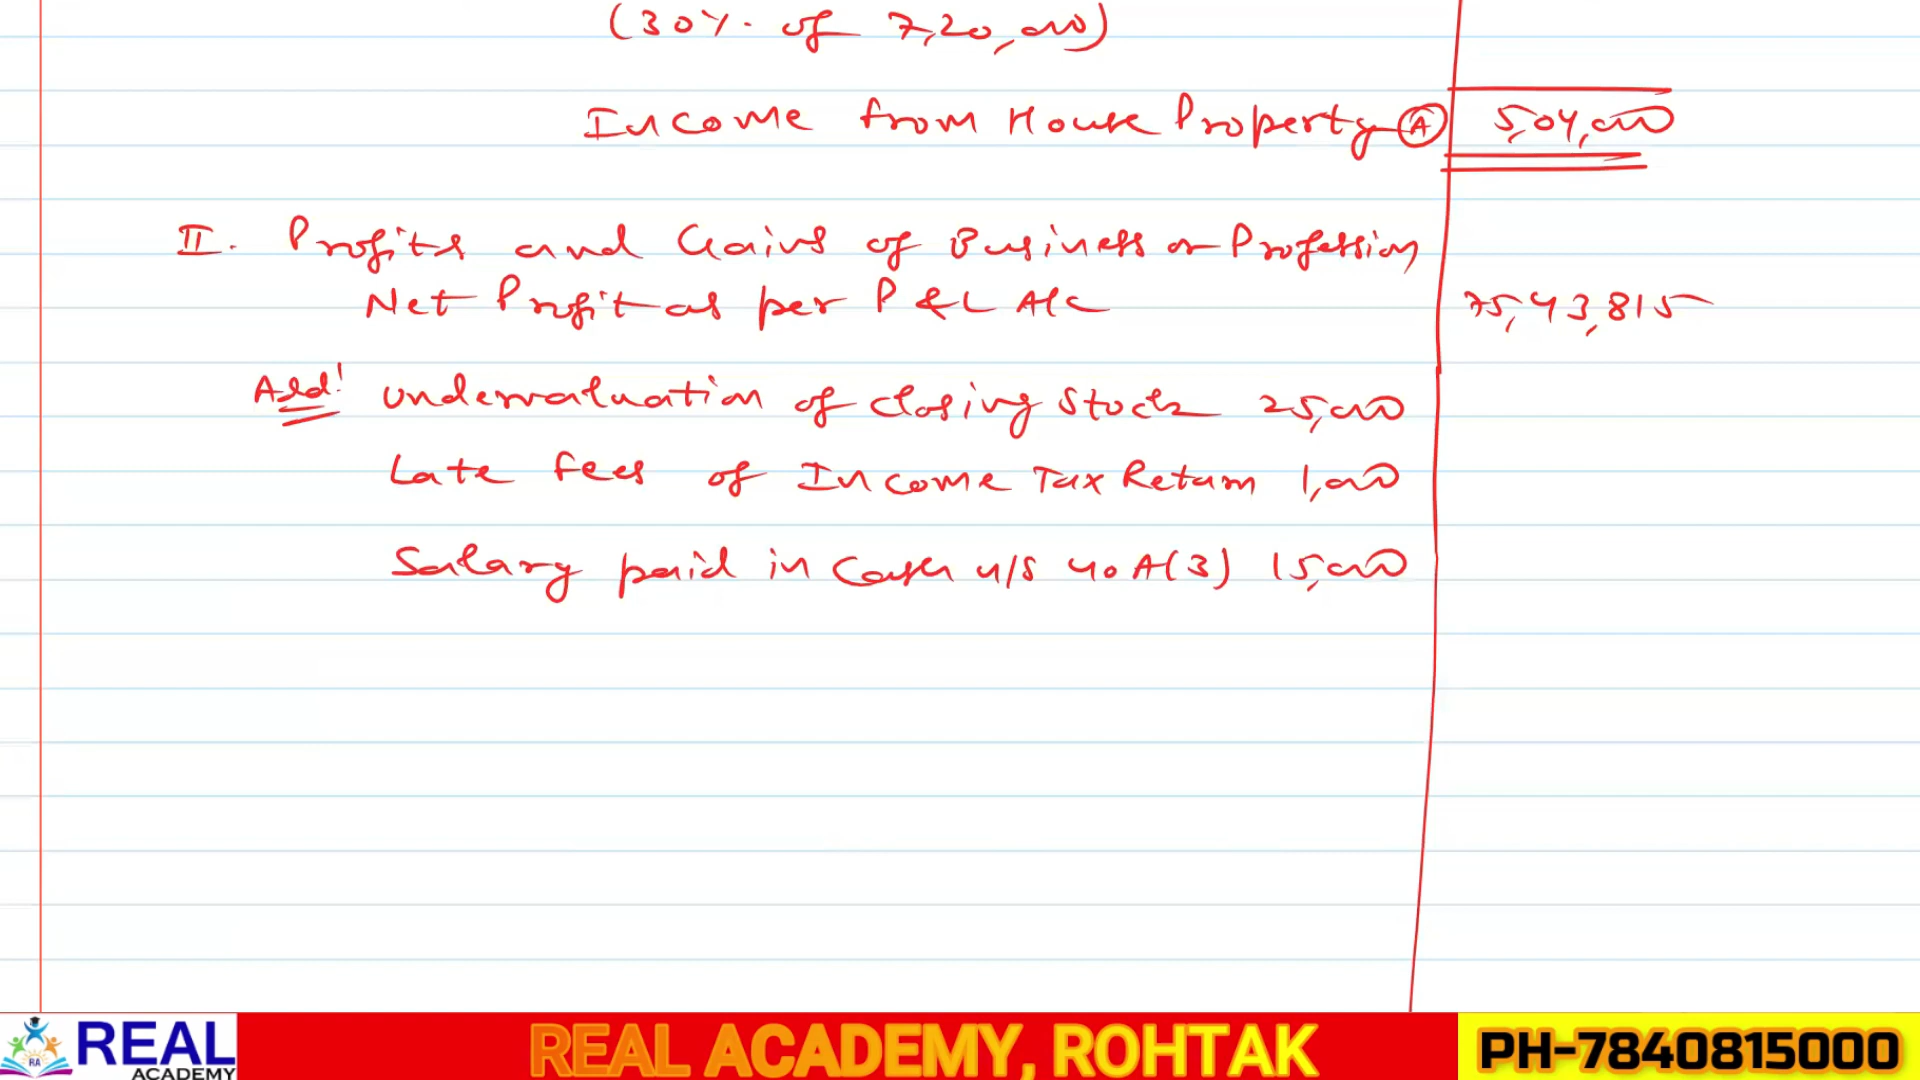 (30% of 7,20,000)
Income from House Property (A) 5,04,000
II. Profits and Gains of Business or Profession
Net Profit as per P & L A/c 75,43,815
Add: Undervaluation of closing Stock 25,000
Late fees of Income Tax Return 1,000
Salary paid in Cash u/s 40A(3) 15,000
RA
REAL
ACADEMY
REAL ACADEMY, ROHTAK
PH-7840815000